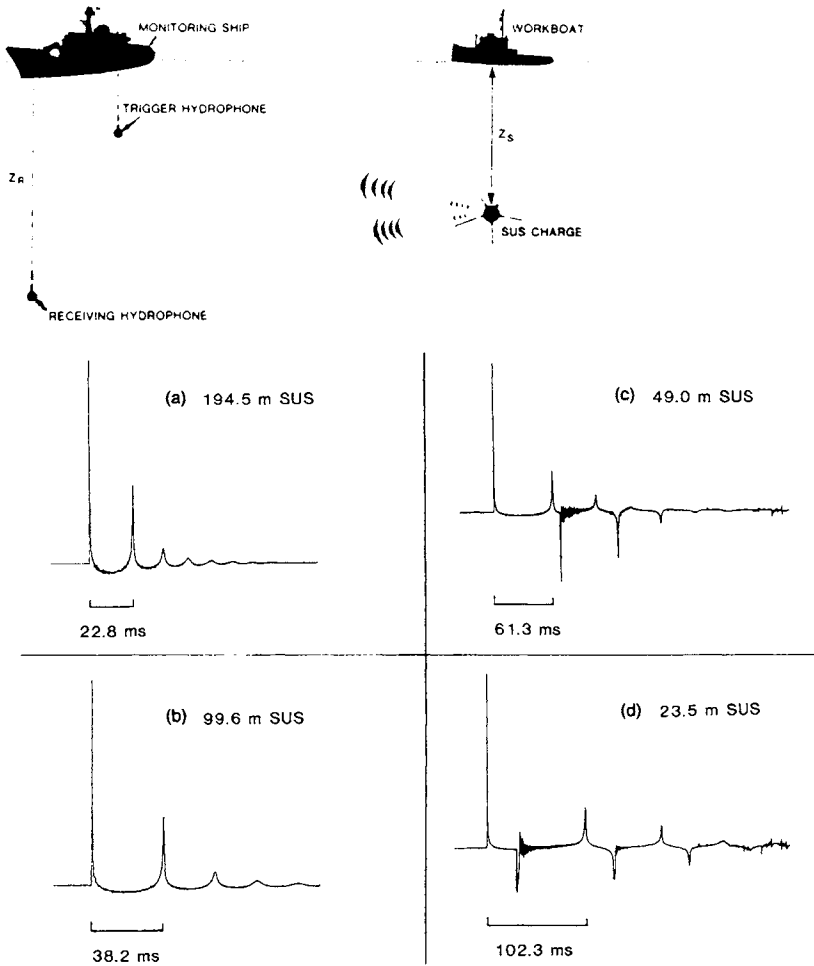 MONITORING SHIP
WORKBOAT
TRIGGER HYDROPHONE
Z_R
Z_S
SUS CHARGE
RECEIVING HYDROPHONE
(a) 194.5 m SUS
22.8 ms
(c) 49.0 m SUS
61.3 ms
(b) 99.6 m SUS
38.2 ms
(d) 23.5 m SUS
102.3 ms